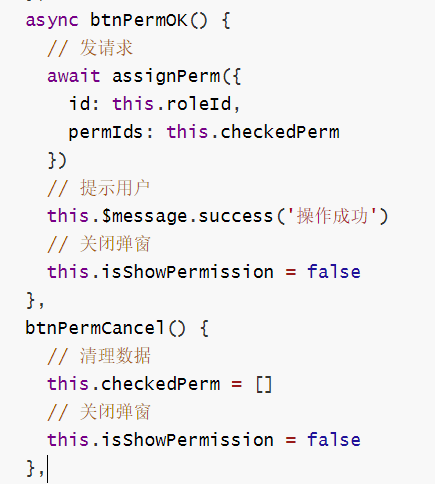 async btnPermOK() {
// 发请求
await assignPerm({
id: this.roleId,
permIds: this.checkedPerm
})
// 提示用户
this.$message.success('操作成功')
// 关闭弹窗
this.isShowPermission = false
},
btnPermCancel() {
// 清理数据
this.checkedPerm = []
// 关闭弹窗
this.isShowPermission = false
},